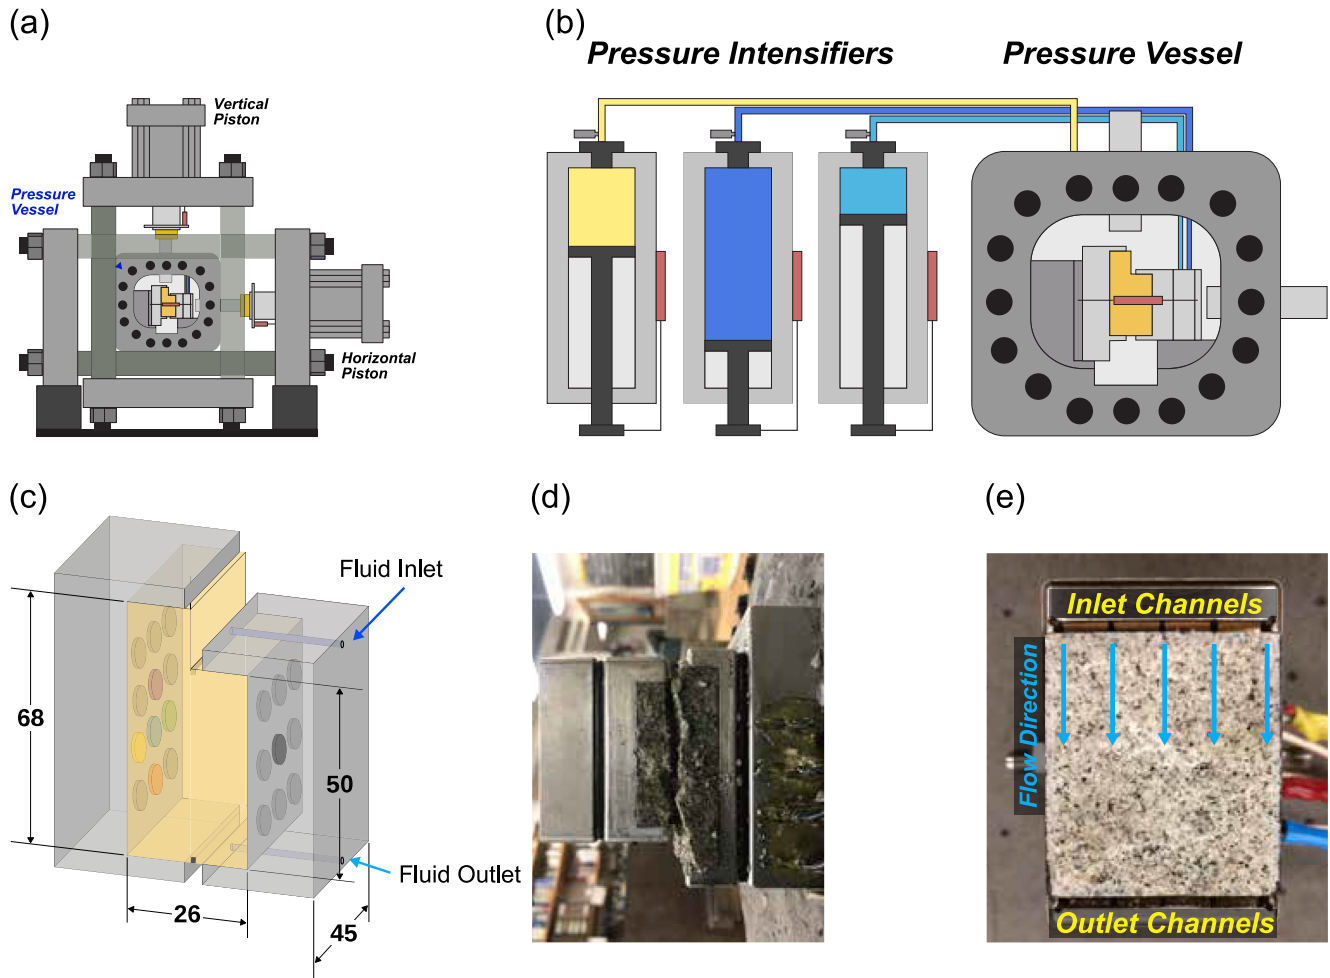 (a)
Vertical
Piston
Pressure
Vessel
Horizontal
Piston
(b)
Pressure Intensifiers
Pressure Vessel
(c)
Fluid Inlet
68
50
Fluid Outlet
26
45
(d)
(e)
Inlet Channels
Flow Direction
Outlet Channels